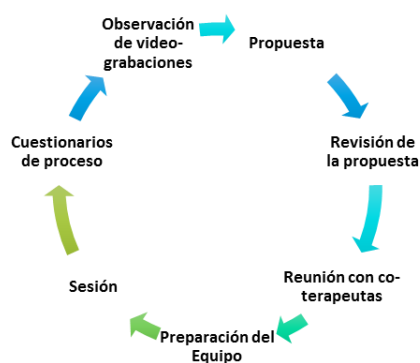 Observación
de video-
grabaciones
Propuesta
Revisión de
la propuesta
Reunión con co-
terapeutas
Preparación del
Equipo
Sesión
Cuestionarios
de proceso